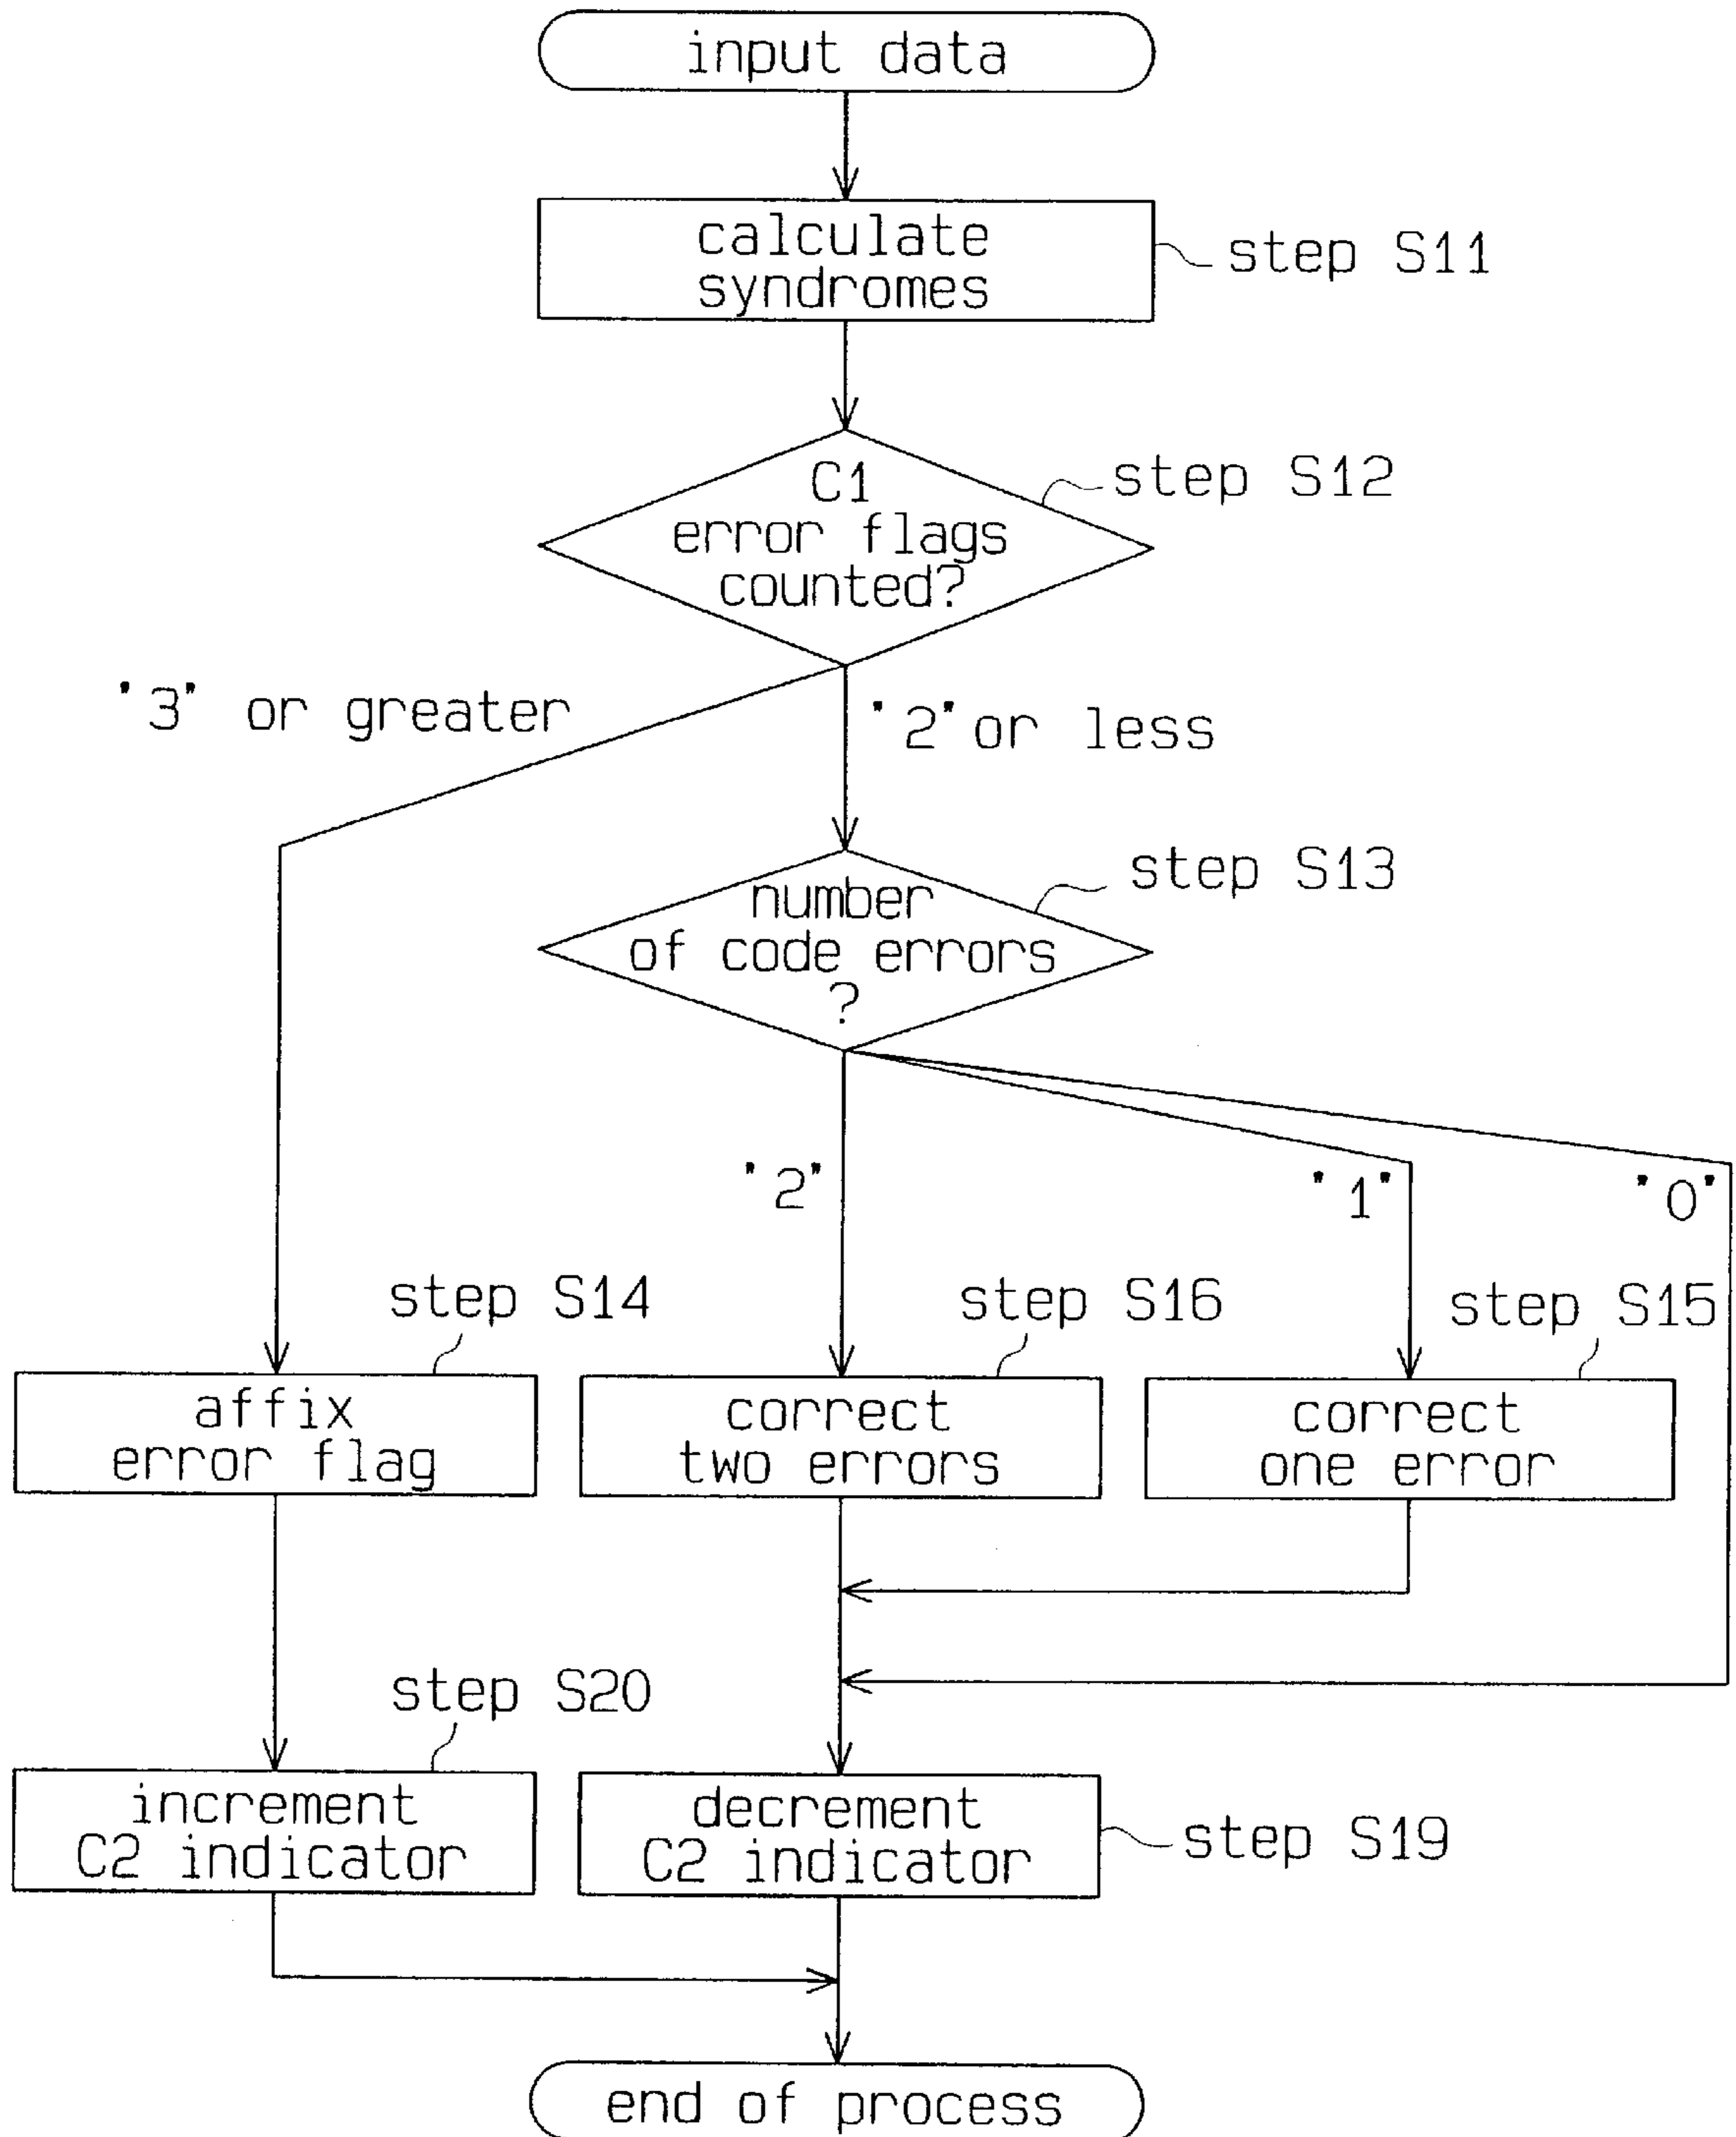 input data
calculate
syndromes
step S11
C1
error flags
counted?
step S12
"3" or greater
"2" or less
number
of code errors
?
step S13
"2"
"1"
"0"
step S14
step S16
step S15
affix
error flag
correct
two errors
correct
one error
step S20
increment
C2 indicator
decrement
C2 indicator
step S19
end of process